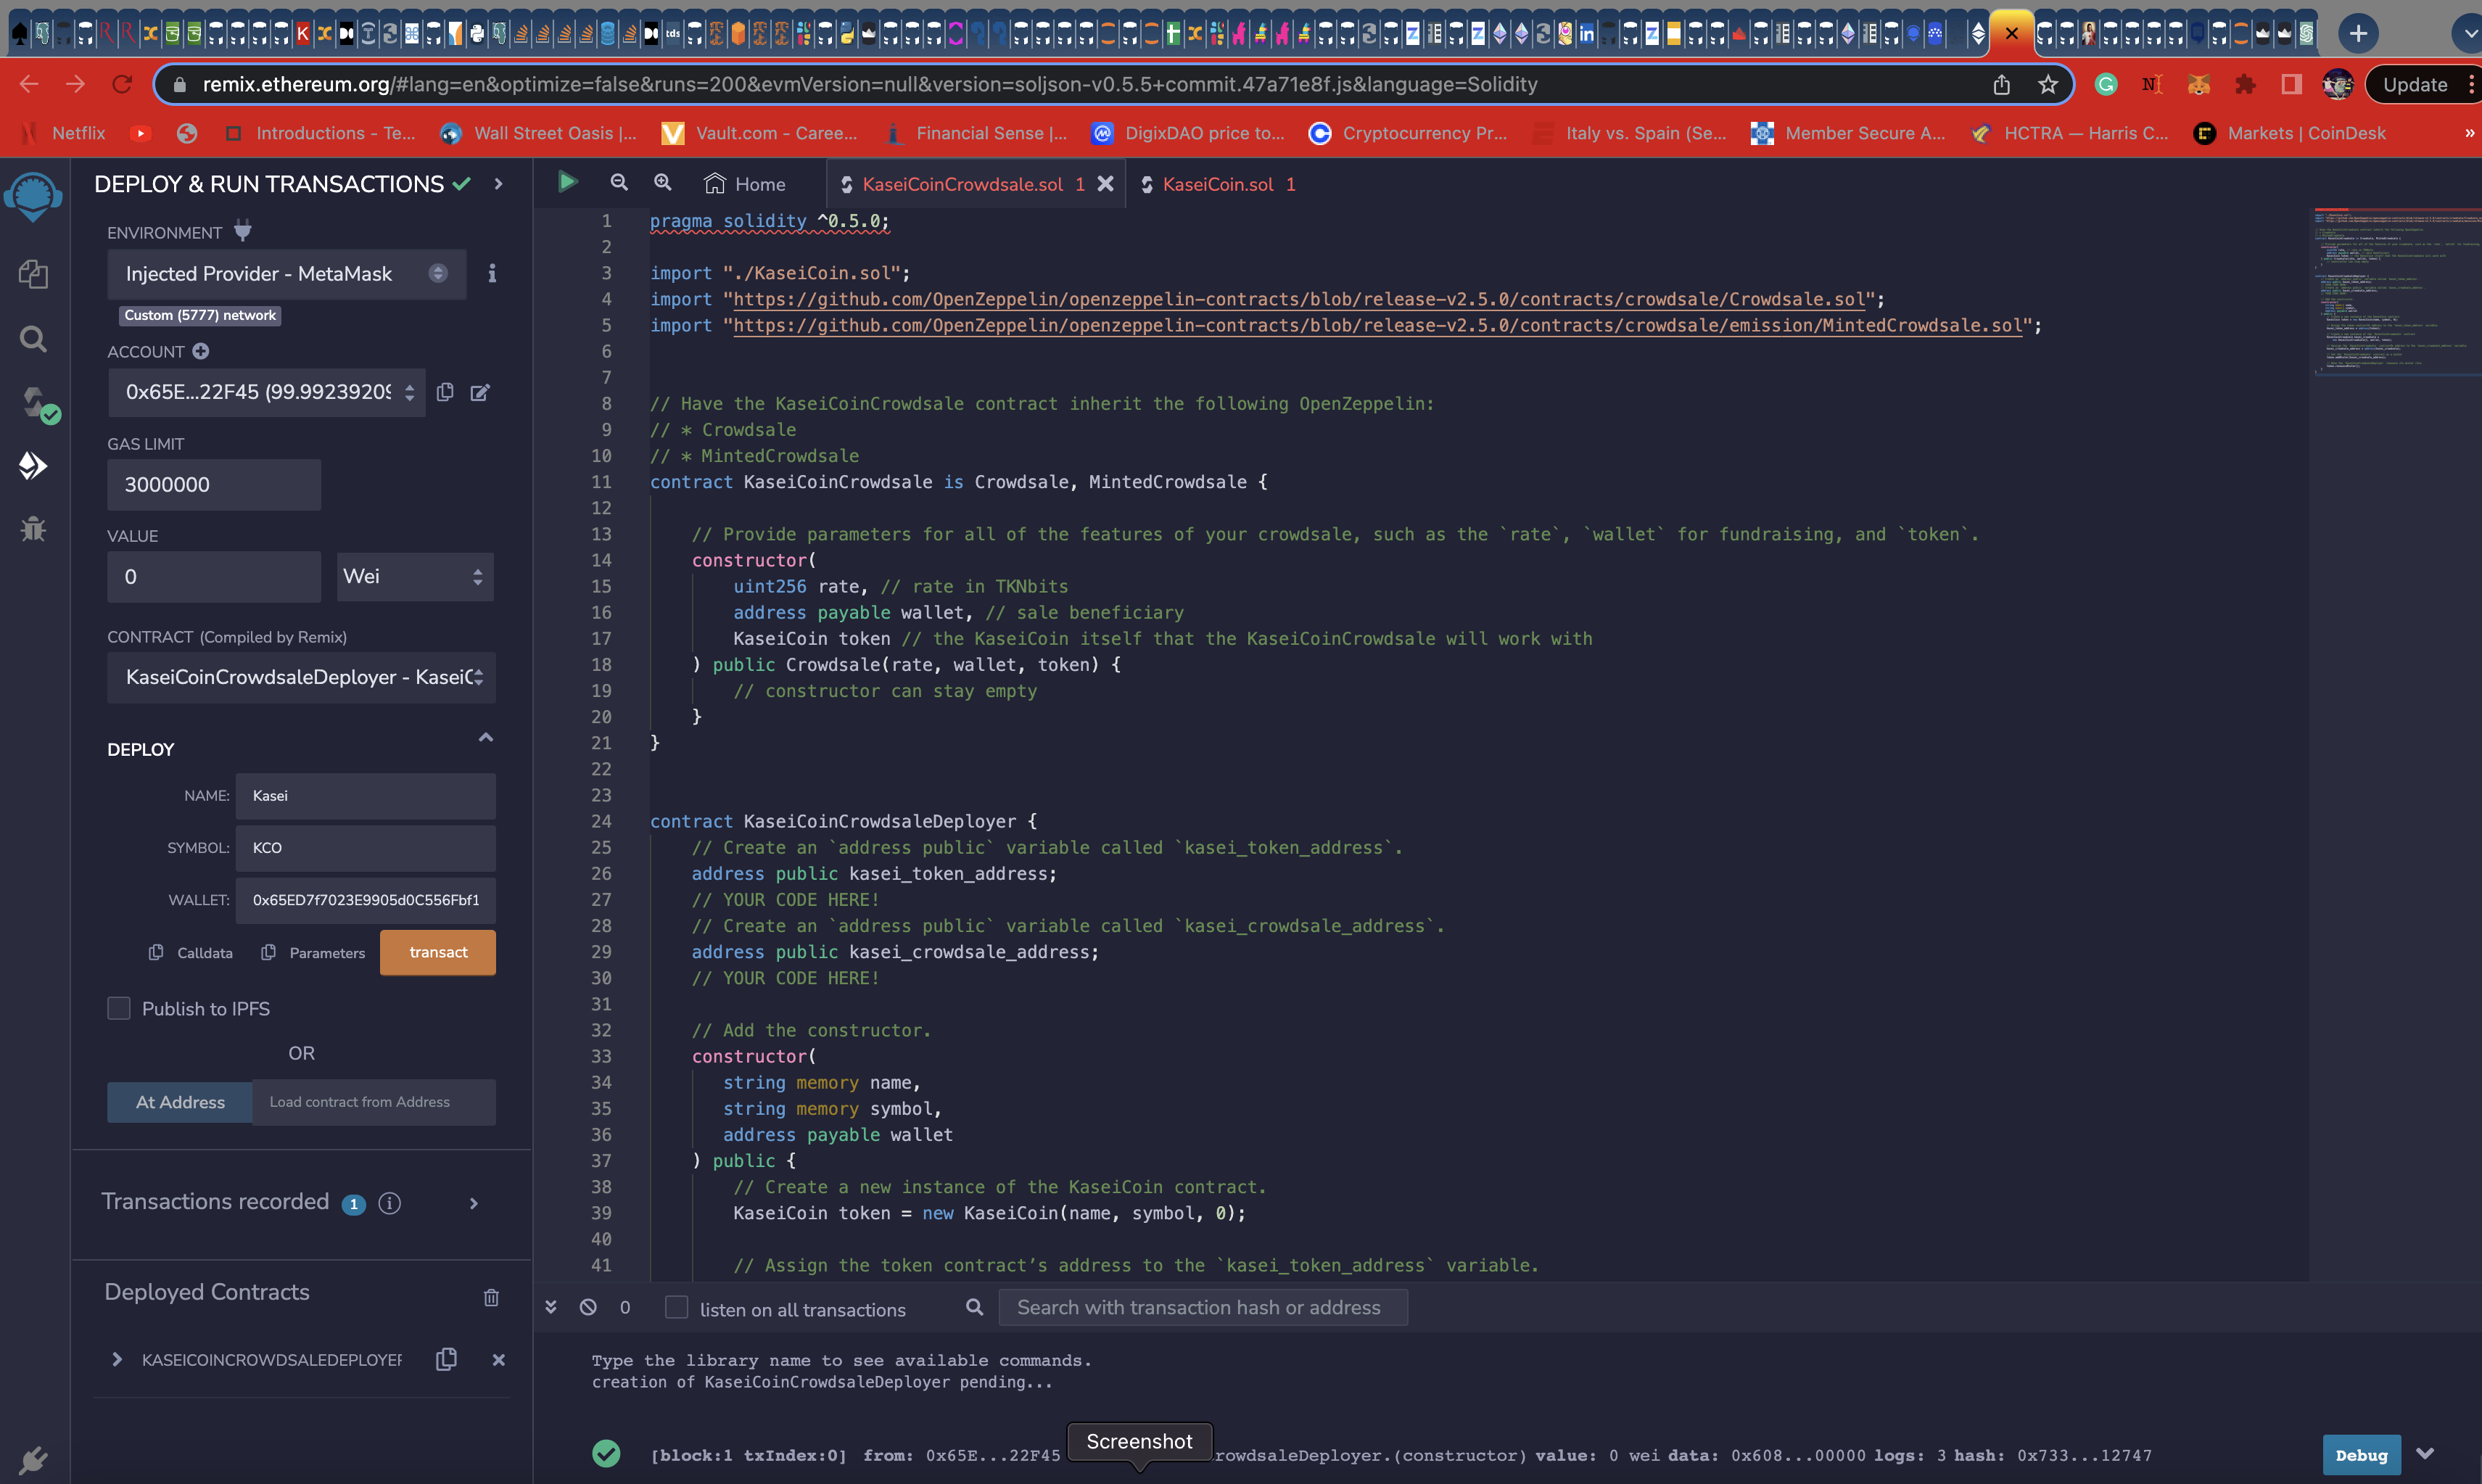 remix.ethereum.org/#lang=en&optimize=false&runs=200&evmVersion=null&version=soljson-v0.5.5+commit.47a71e8f.js&language=Solidity
Update
Netflix
Introductions - Te...
Wall Street Oasis |...
Vault.com - Caree...
Financial Sense |...
DigixDAO price to...
Cryptocurrency Pr...
Italy vs. Spain (Se...
Member Secure A...
HCTRA — Harris C...
Markets | CoinDesk
»
DEPLOY & RUN TRANSACTIONS
ENVIRONMENT
Injected Provider - MetaMask
Custom (5777) network
ACCOUNT
0x65E...22F45 (99.9923920
GAS LIMIT
3000000
VALUE
0
Wei
CONTRACT (Compiled by Remix)
KaseiCoinCrowdsaleDeployer - KaseiC
DEPLOY
NAME: Kasei
SYMBOL: KCO
WALLET: 0x65ED7f7023E9905d0C556Fbf1
Calldata
Parameters
transact
Publish to IPFS
OR
At Address
Load contract from Address
Transactions recorded 1
Deployed Contracts
KASEICOINCROWDSALEDEPLOYER
Home
KaseiCoinCrowdsale.sol 1
KaseiCoin.sol 1
1 pragma solidity ^0.5.0;
2
3 import "./KaseiCoin.sol";
4 import "https://github.com/OpenZeppelin/openzeppelin-contracts/blob/release-v2.5.0/contracts/crowdsale/Crowdsale.sol";
5 import "https://github.com/OpenZeppelin/openzeppelin-contracts/blob/release-v2.5.0/contracts/crowdsale/emission/MintedCrowdsale.sol";
6
7
8 // Have the KaseiCoinCrowdsale contract inherit the following OpenZeppelin:
9 // * Crowdsale
10 // * MintedCrowdsale
11 contract KaseiCoinCrowdsale is Crowdsale, MintedCrowdsale {
12
13 // Provide parameters for all of the features of your crowdsale, such as the `rate`, `wallet` for fundraising, and `token`.
14 constructor(
15 uint256 rate, // rate in TKNbits
16 address payable wallet, // sale beneficiary
17 KaseiCoin token // the KaseiCoin itself that the KaseiCoinCrowdsale will work with
18 ) public Crowdsale(rate, wallet, token) {
19 // constructor can stay empty
20 }
21 }
22
23
24 contract KaseiCoinCrowdsaleDeployer {
25 // Create an `address public` variable called `kasei_token_address`.
26 address public kasei_token_address;
27 // YOUR CODE HERE!
28 // Create an `address public` variable called `kasei_crowdsale_address`.
29 address public kasei_crowdsale_address;
30 // YOUR CODE HERE!
31
32 // Add the constructor.
33 constructor(
34 string memory name,
35 string memory symbol,
36 address payable wallet
37 ) public {
38 // Create a new instance of the KaseiCoin contract.
39 KaseiCoin token = new KaseiCoin(name, symbol, 0);
40
41 // Assign the token contract’s address to the `kasei_token_address` variable.
0
listen on all transactions
Search with transaction hash or address
Type the library name to see available commands.
creation of KaseiCoinCrowdsaleDeployer pending...
Screenshot
[block:1 txIndex:0] from: 0x65E...22F45 rowdsaleDeployer.(constructor) value: 0 wei data: 0x608...00000 logs: 3 hash: 0x733...12747
Debug